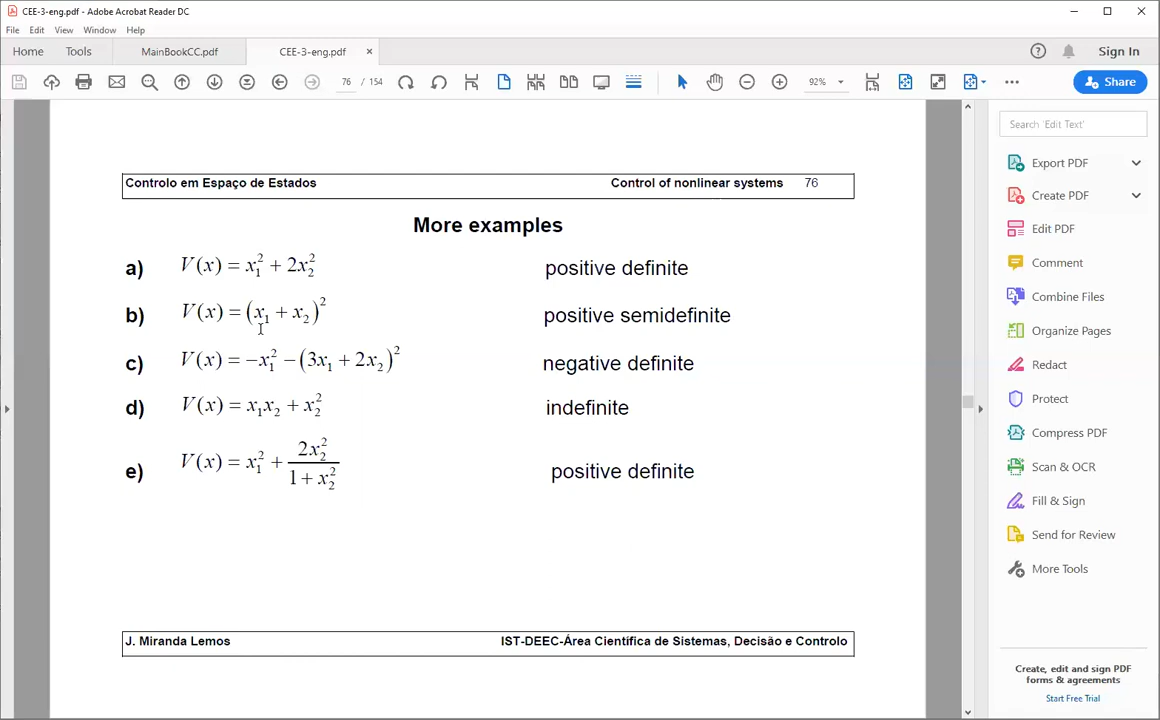 CEE-3-eng.pdf - Adobe Acrobat Reader DC
File Edit View Window Help
Home Tools MainBookCC.pdf CEE-3-eng.pdf × Sign In
76 / 154 92% Share
Search 'Edit Text'
Export PDF
Create PDF
Edit PDF
Comment
Combine Files
Organize Pages
Redact
Protect
Compress PDF
Scan & OCR
Fill & Sign
Send for Review
More Tools
Create, edit and sign PDF
forms & agreements
Start Free Trial
Controlo em Espaço de Estados Control of nonlinear systems 76
More examples
a) V(x) = x₁² + 2x₂² positive definite
b) V(x) = (x₁ + x₂)² positive semidefinite
c) V(x) = −x₁² − (3x₁ + 2x₂)² negative definite
d) V(x) = x₁x₂ + x₂² indefinite
e) V(x) = x₁² + 2x₂² / (1 + x₂²) positive definite
J. Miranda Lemos IST-DEEC-Área Científica de Sistemas, Decisão e Controlo